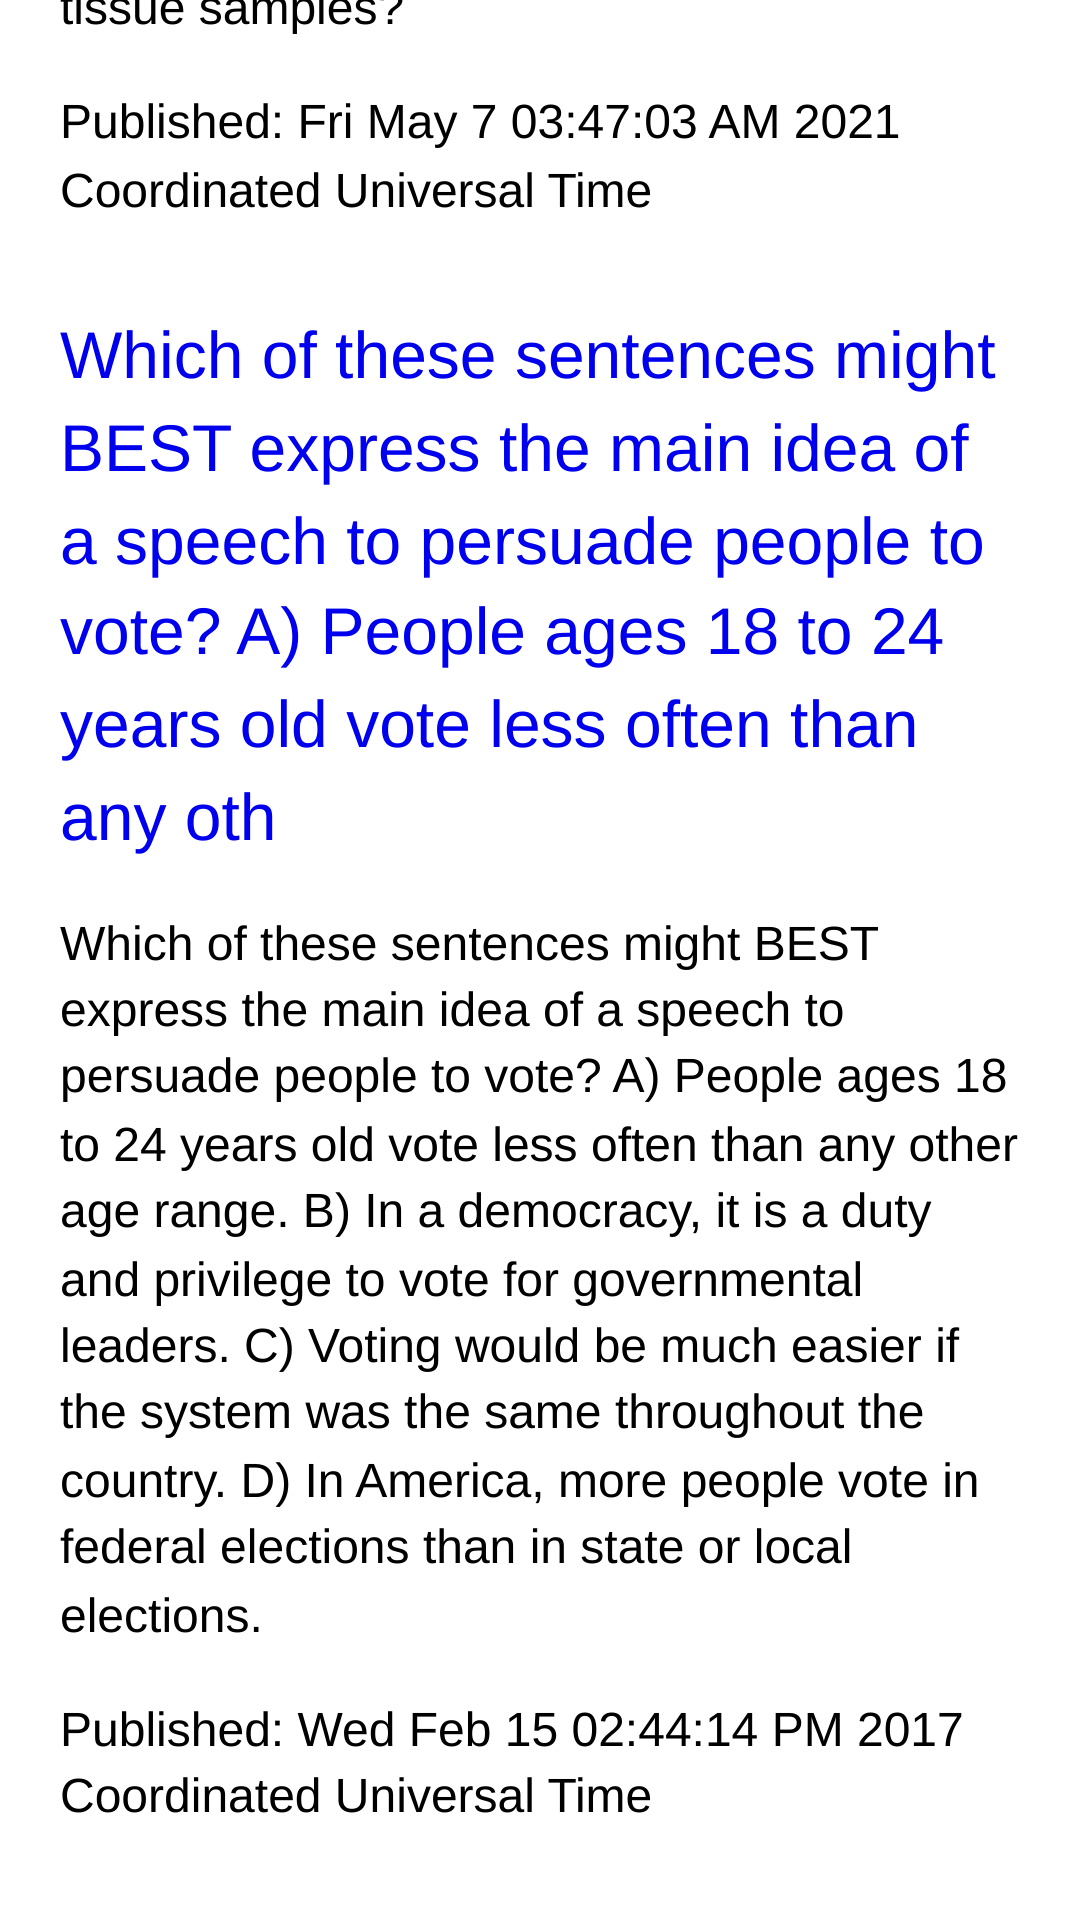 tissue samples?
Published: Fri May 7 03:47:03 AM 2021
Coordinated Universal Time
Which of these sentences might
BEST express the main idea of
a speech to persuade people to
vote? A) People ages 18 to 24
years old vote less often than
any oth
Which of these sentences might BEST
express the main idea of a speech to
persuade people to vote? A) People ages 18
to 24 years old vote less often than any other
age range. B) In a democracy, it is a duty
and privilege to vote for governmental
leaders. C) Voting would be much easier if
the system was the same throughout the
country. D) In America, more people vote in
federal elections than in state or local
elections.
Published: Wed Feb 15 02:44:14 PM 2017
Coordinated Universal Time